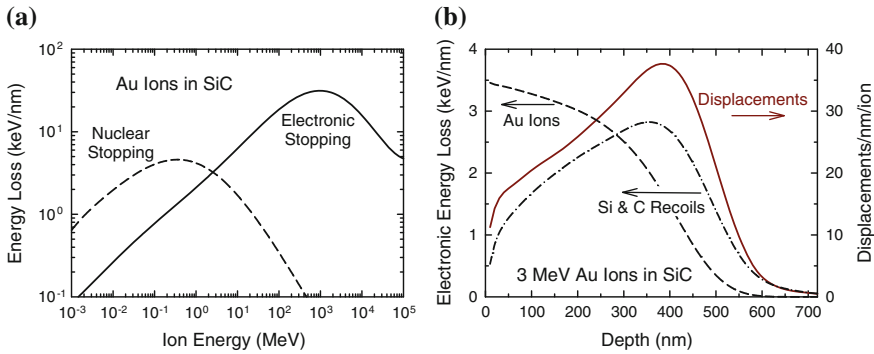 (a)
Energy Loss (keV/nm)
10²
10¹
10⁰
10⁻¹
Au Ions in SiC
Nuclear
Stopping
Electronic
Stopping
10⁻³ 10⁻² 10⁻¹ 10⁰ 10¹ 10² 10³ 10⁴ 10⁵
Ion Energy (MeV)
(b)
Electronic Energy Loss (keV/nm)
4
3
2
1
0
Au Ions
Displacements
Si & C Recoils
3 MeV Au Ions in SiC
0 100 200 300 400 500 600 700
Depth (nm)
40
30
20
10
0
Displacements/nm/ion